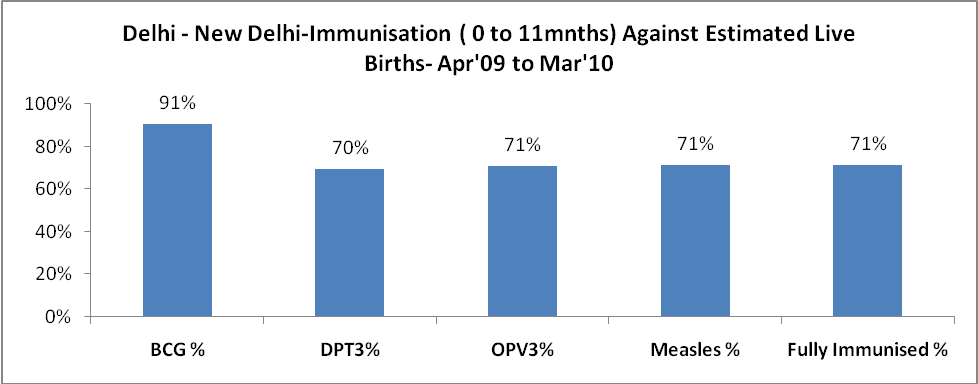 Delhi - New Delhi-Immunisation ( 0 to 11mnths) Against Estimated Live
Births- Apr'09 to Mar'10
100%
80%
60%
40%
20%
0%
91%
70%
71%
71%
71%
BCG %
DPT3%
OPV3%
Measles %
Fully Immunised %